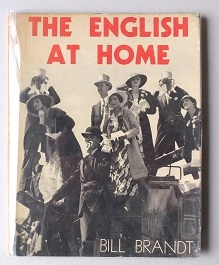 THE ENGLISH
AT HOME
BILL BRANDT